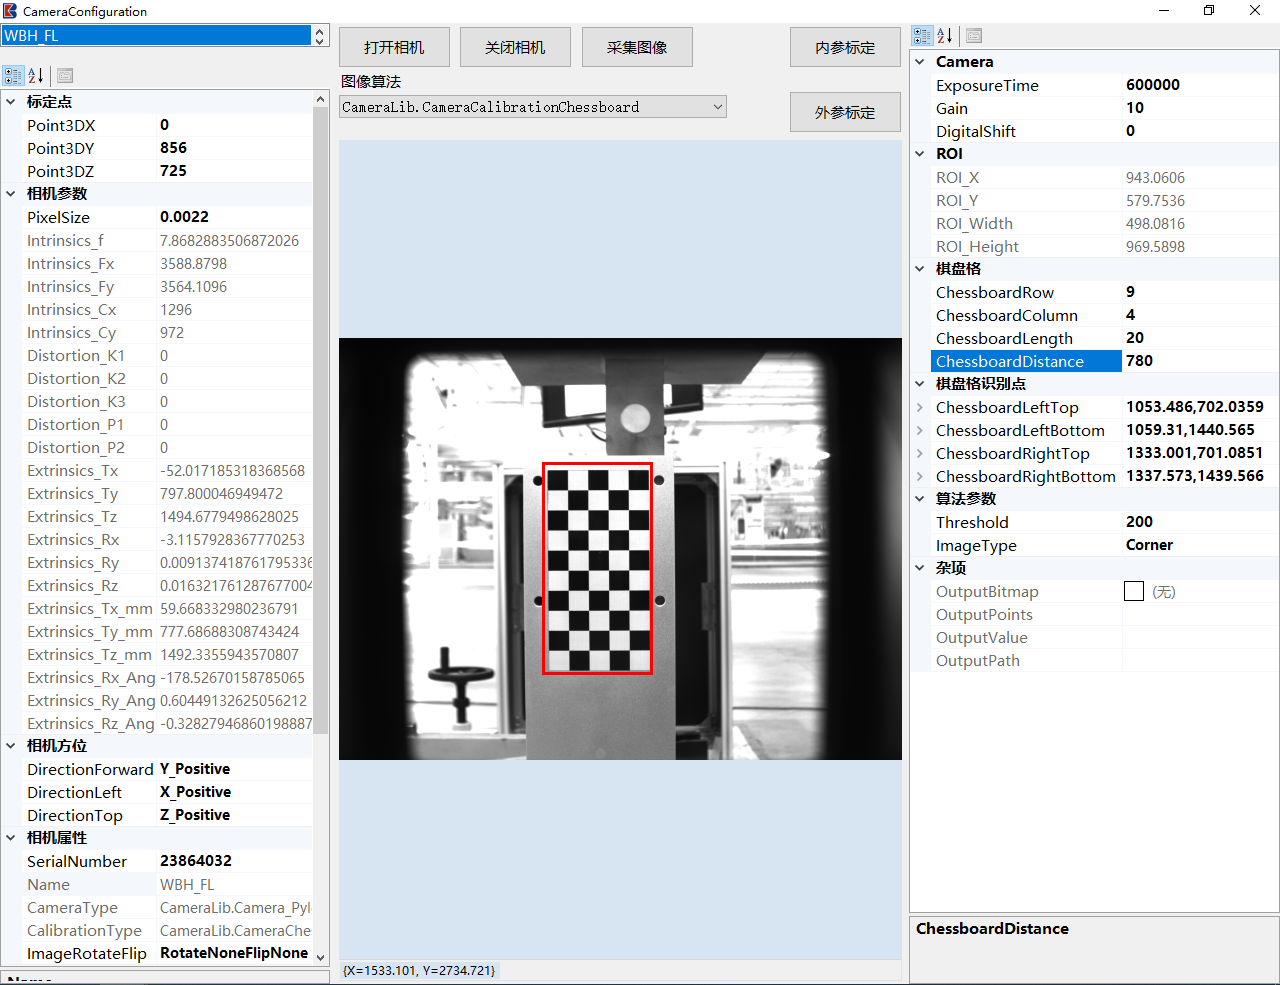 CameraConfiguration
WBH_FL
标定点
Point3DX 0
Point3DY 856
Point3DZ 725
相机参数
PixelSize 0.0022
Intrinsics_f 7.8682883506872026
Intrinsics_Fx 3588.8798
Intrinsics_Fy 3564.1096
Intrinsics_Cx 1296
Intrinsics_Cy 972
Distortion_K1 0
Distortion_K2 0
Distortion_K3 0
Distortion_P1 0
Distortion_P2 0
Extrinsics_Tx -52.017185318368568
Extrinsics_Ty 797.800046949472
Extrinsics_Tz 1494.6779498628025
Extrinsics_Rx -3.1157928367770253
Extrinsics_Ry 0.009137418761795336
Extrinsics_Rz 0.016321761287677004
Extrinsics_Tx_mm 59.668332980236791
Extrinsics_Ty_mm 777.68688308743424
Extrinsics_Tz_mm 1492.3355943570807
Extrinsics_Rx_Ang -178.52670158785065
Extrinsics_Ry_Ang 0.60449132625056212
Extrinsics_Rz_Ang -0.32827946860198887
相机方位
DirectionForward Y_Positive
DirectionLeft X_Positive
DirectionTop Z_Positive
相机属性
SerialNumber 23864032
Name WBH_FL
CameraType CameraLib.Camera_Pyl
CalibrationType CameraLib.CameraChes
ImageRotateFlip RotateNoneFlipNone
Name
打开相机 关闭相机 采集图像 内参标定
图像算法
CameraLib.CameraCalibrationChessboard 外参标定
{X=1533.101, Y=2734.721}
Camera
ExposureTime 600000
Gain 10
DigitalShift 0
ROI
ROI_X 943.0606
ROI_Y 579.7536
ROI_Width 498.0816
ROI_Height 969.5898
棋盘格
ChessboardRow 9
ChessboardColumn 4
ChessboardLength 20
ChessboardDistance 780
棋盘格识别点
ChessboardLeftTop 1053.486,702.0359
ChessboardLeftBottom 1059.31,1440.565
ChessboardRightTop 1333.001,701.0851
ChessboardRightBottom 1337.573,1439.566
算法参数
Threshold 200
ImageType Corner
杂项
OutputBitmap (无)
OutputPoints
OutputValue
OutputPath
ChessboardDistance